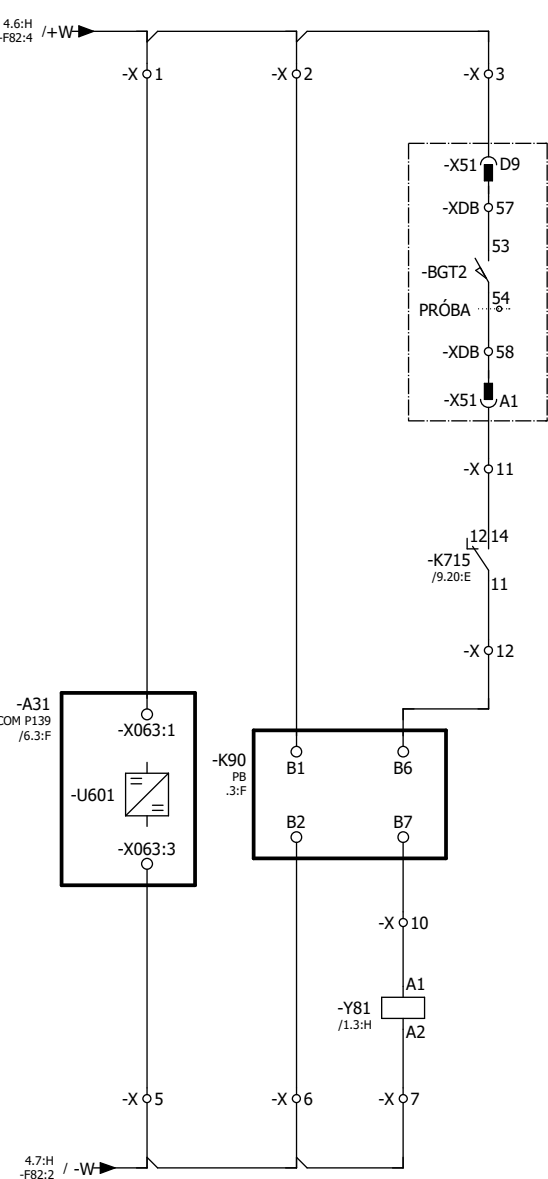 4.6:H
-F82:4 /+W
-X 1
-X 2
-X 3
-X51 D9
-XDB 57
53
-BGT2
54
PRÓBA
-XDB 58
-X51 A1
-X 11
12 14
-K715
/9.20:E
11
-X 12
-A31
COM P139
/6.3:F
-X063:1
-U601
-X063:3
-K90
PB
.3:F
B1
B6
B2
B7
-X 10
A1
-Y81
/1.3:H
A2
-X 5
-X 6
-X 7
4.7:H
-F82:2 / -W